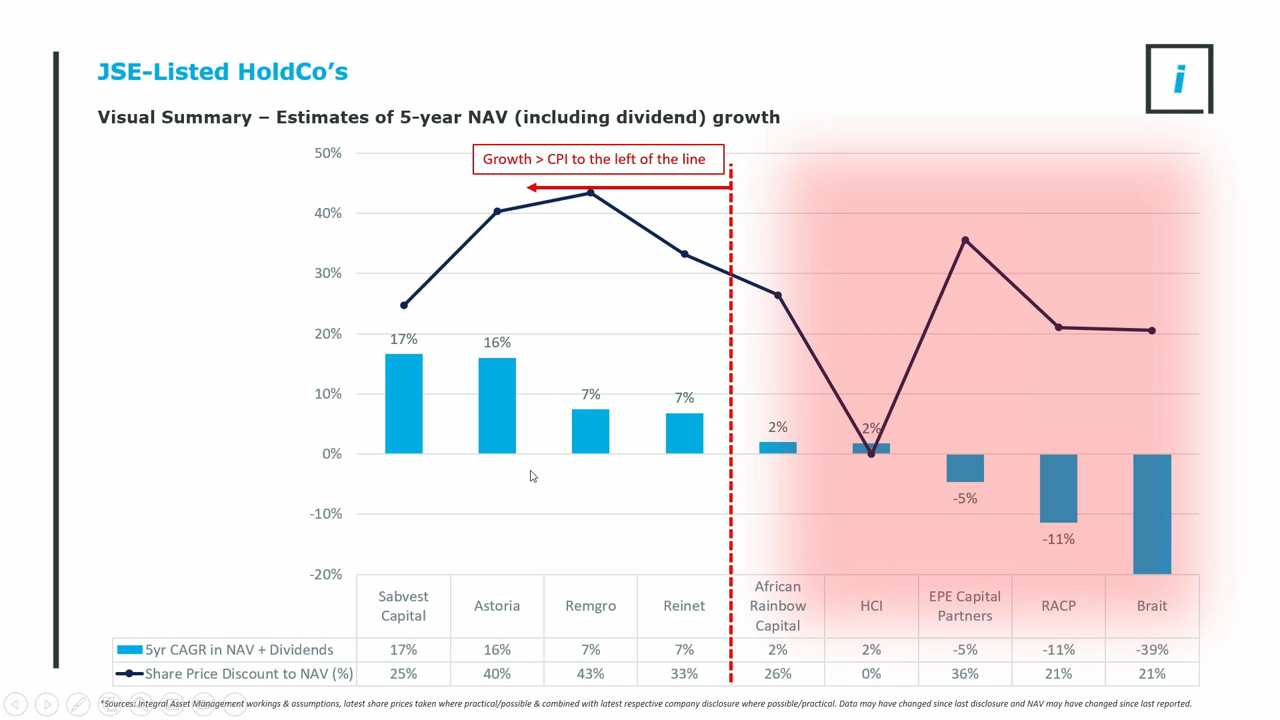 JSE-Listed HoldCo’s
i
Visual Summary – Estimates of 5-year NAV (including dividend) growth
Growth > CPI to the left of the line
50%
40%
30%
20%
10%
0%
-10%
-20%
17%
16%
7%
7%
2%
2%
-5%
-11%
Sabvest Capital
Astoria
Remgro
Reinet
African Rainbow Capital
HCI
EPE Capital Partners
RACP
Brait
5yr CAGR in NAV + Dividends 17% 16% 7% 7% 2% 2% -5% -11% -39%
Share Price Discount to NAV (%) 25% 40% 43% 33% 26% 0% 36% 21% 21%
*Sources: Integral Asset Management workings & assumptions, latest share prices taken where practical/possible & combined with latest respective company disclosure where possible/practical. Data may have changed since last disclosure and NAV may have changed since last reported.